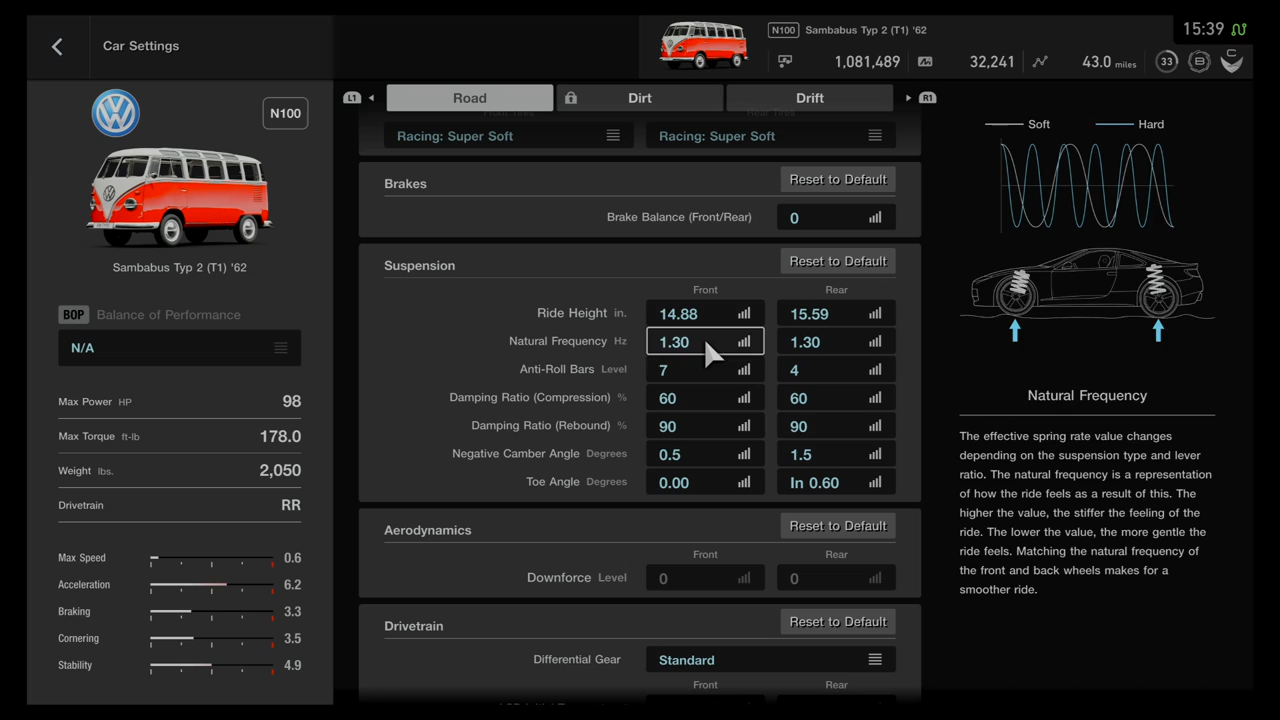 Car Settings
N100 Sambabus Typ 2 (T1) '62
15:39
1,081,489 32,241 43.0 miles 33 B C
N100
Sambabus Typ 2 (T1) '62
BOP Balance of Performance
N/A
Max Power HP 98
Max Torque ft-lb 178.0
Weight lbs. 2,050
Drivetrain RR
Max Speed 0.6
Acceleration 6.2
Braking 3.3
Cornering 3.5
Stability 4.9
L1 Road Dirt Drift R1
Front Tires Rear Tires
Racing: Super Soft Racing: Super Soft
Brakes Reset to Default
Brake Balance (Front/Rear) 0
Suspension Reset to Default
Front Rear
Ride Height in. 14.88 15.59
Natural Frequency Hz 1.30 1.30
Anti-Roll Bars Level 7 4
Damping Ratio (Compression) % 60 60
Damping Ratio (Rebound) % 90 90
Negative Camber Angle Degrees 0.5 1.5
Toe Angle Degrees 0.00 In 0.60
Aerodynamics Reset to Default
Front Rear
Downforce Level 0 0
Drivetrain Reset to Default
Differential Gear Standard
Front Rear
Soft Hard
Natural Frequency
The effective spring rate value changes
depending on the suspension type and lever
ratio. The natural frequency is a representation
of how the ride feels as a result of this. The
higher the value, the stiffer the feeling of the
ride. The lower the value, the more gentle the
ride feels. Matching the natural frequency of
the front and back wheels makes for a
smoother ride.